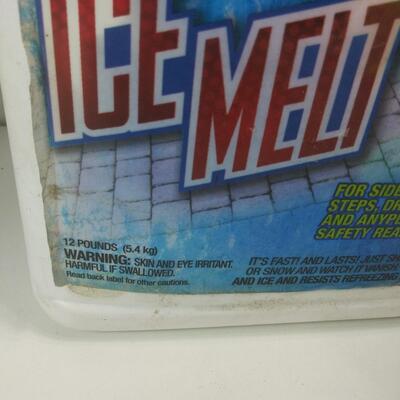 ICE MELT
FOR SIDE
STEPS, DR
AND ANYPL
SAFETY REA
12 POUNDS (5.4 kg)
WARNING: SKIN AND EYE IRRITANT.
HARMFUL IF SWALLOWED.
Read back label for other cautions.
IT'S FAST! AND LASTS! JUST SH
OR SNOW AND WATCH IT VANISH
AND ICE AND RESISTS REFREEZING